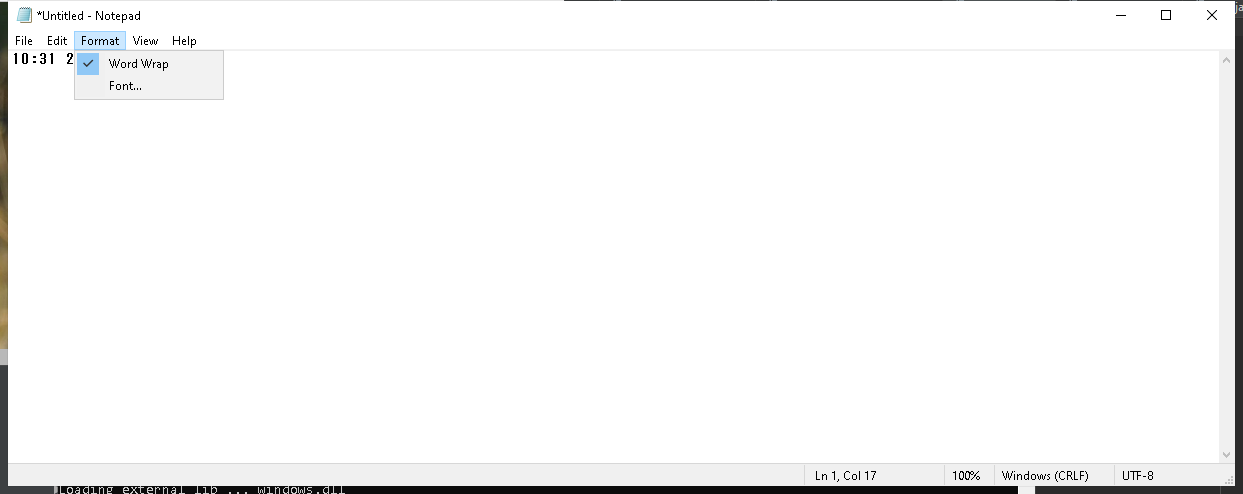 *Untitled - Notepad
File Edit Format View Help
10:31 2
Word Wrap
Font...
Ln 1, Col 17 100% Windows (CRLF) UTF-8
Loading external lib ... windows.dll